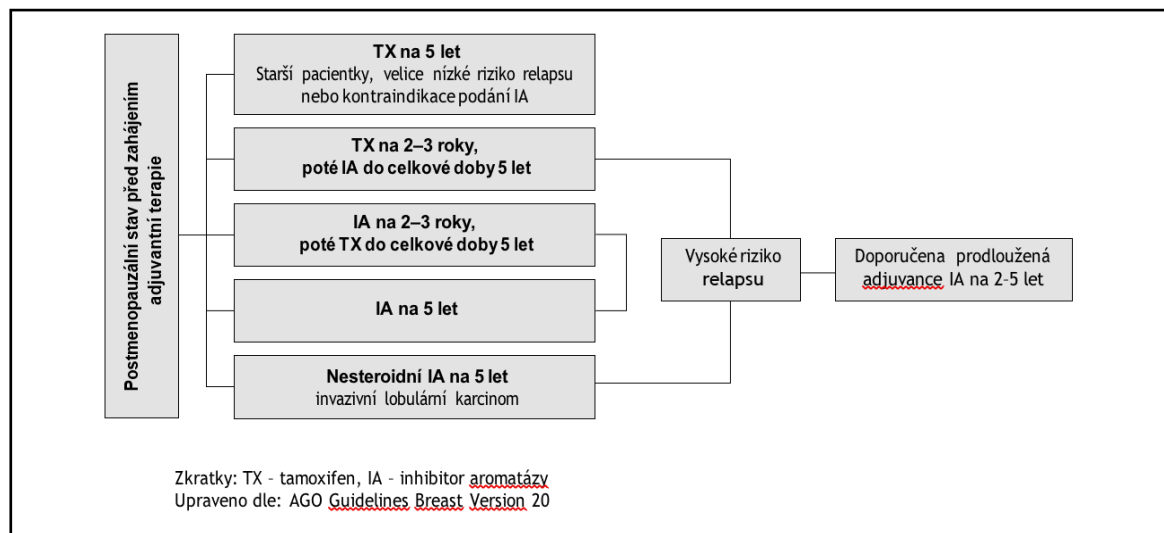 Postmenopauzální stav před zahájením
adjuvantní terapie
TX na 5 let
Starší pacientky, velice nízké riziko relapsu
nebo kontraindikace podání IA
TX na 2–3 roky,
poté IA do celkové doby 5 let
IA na 2–3 roky,
poté TX do celkové doby 5 let
IA na 5 let
Nesteroidní IA na 5 let
invazivní lobulární karcinom
Vysoké riziko
relapsu
Doporučena prodloužená
adjuvance IA na 2-5 let
Zkratky: TX - tamoxifen, IA - inhibitor aromatázy
Upraveno dle: AGO Guidelines Breast Version 20